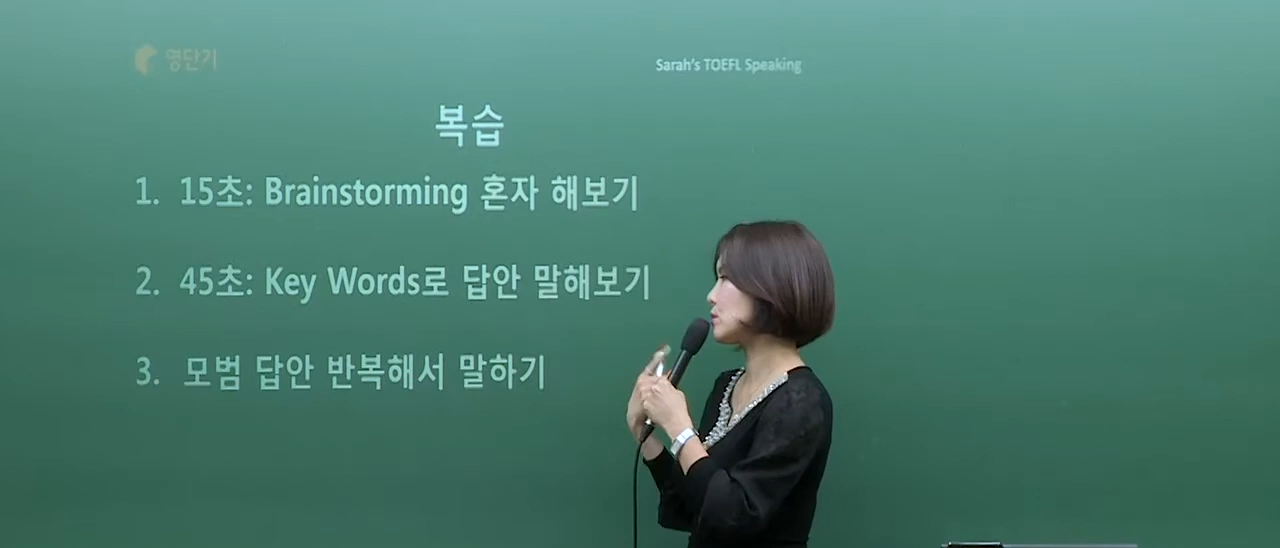 영단기
Sarah's TOEFL Speaking
복습
1. 15초: Brainstorming 혼자 해보기
2. 45초: Key Words로 답안 말해보기
3. 모범 답안 반복해서 말하기